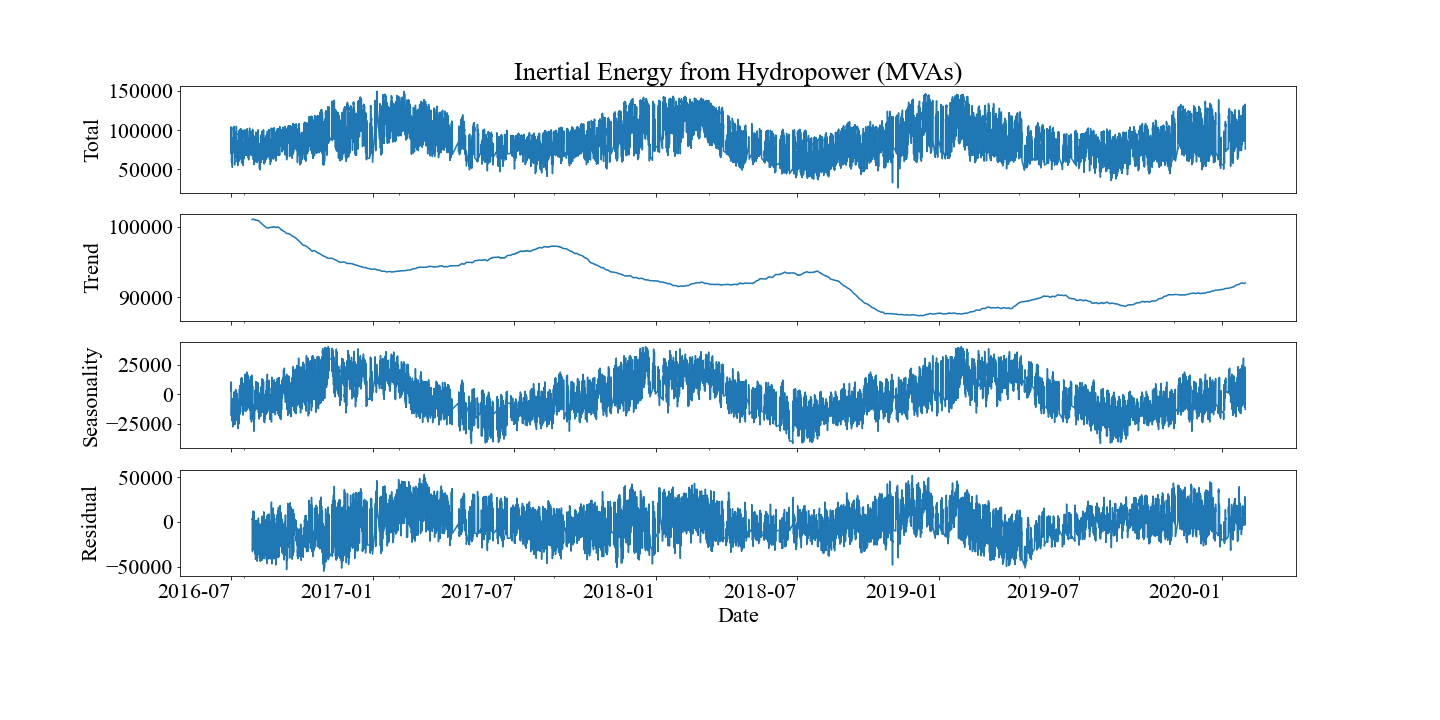 Inertial Energy from Hydropower (MVAs)
150000
100000
50000
Total
100000
90000
Trend
25000
0
−25000
Seasonality
50000
0
−50000
Residual
2016-07 2017-01 2017-07 2018-01 2018-07 2019-01 2019-07 2020-01
Date